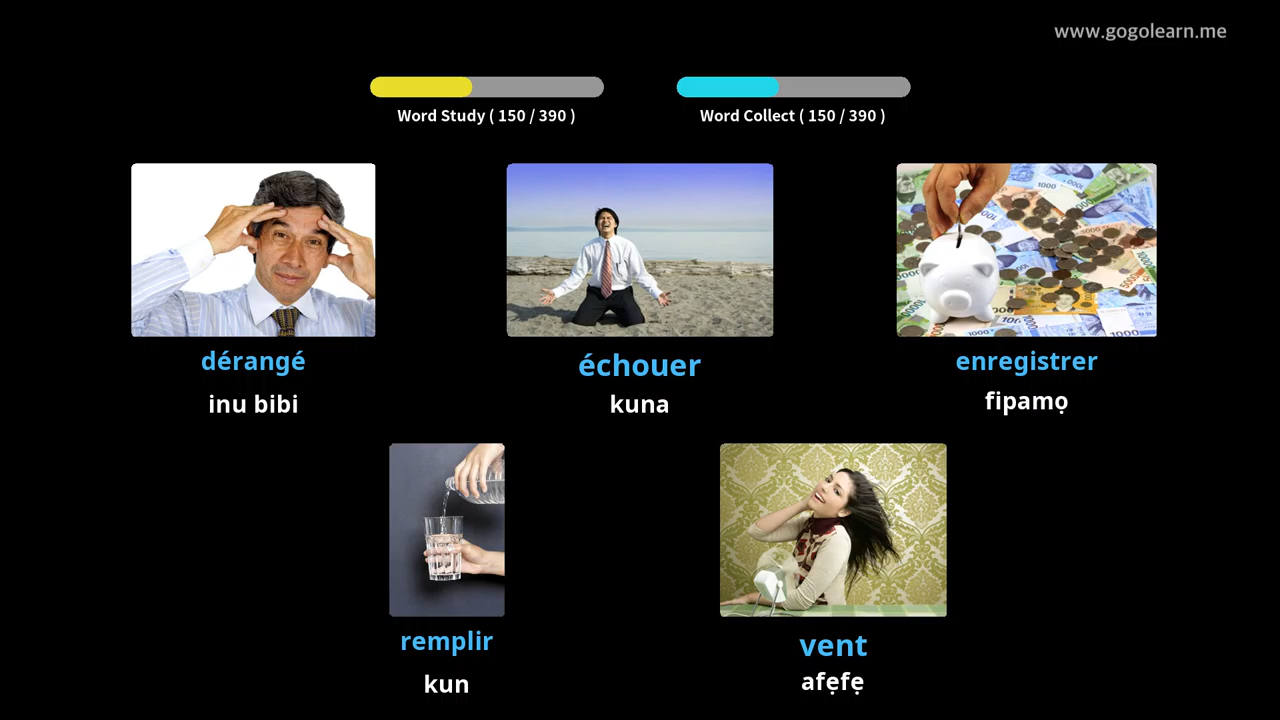 www.gogolearn.me
Word Study ( 150 / 390 )
Word Collect ( 150 / 390 )
dérangé
inu bibi
échouer
kuna
enregistrer
fipamọ
remplir
kun
vent
afẹfẹ